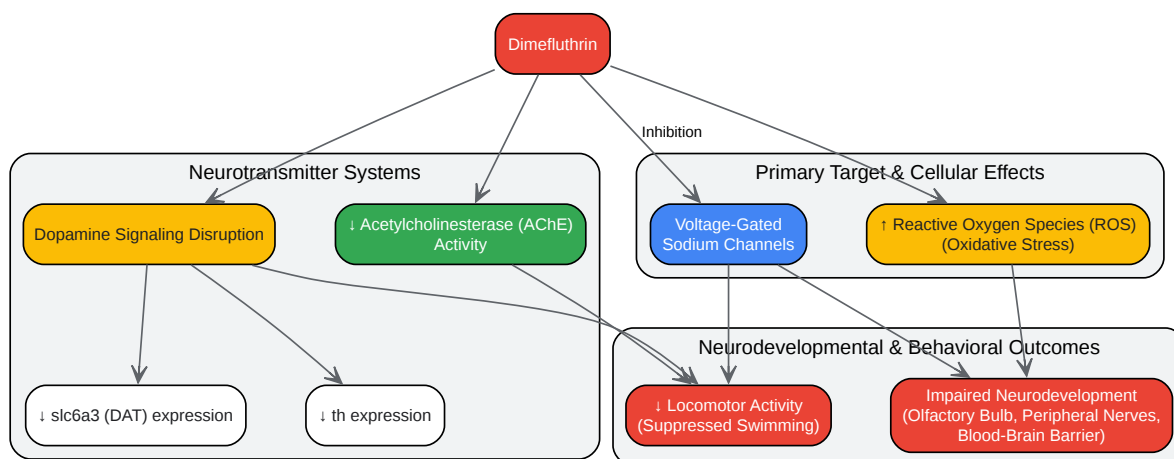 Dimefluthrin
Inhibition
Neurotransmitter Systems
Primary Target & Cellular Effects
Dopamine Signaling Disruption
↓ Acetylcholinesterase (AChE)
Activity
Voltage-Gated
Sodium Channels
↑ Reactive Oxygen Species (ROS)
(Oxidative Stress)
Neurodevelopmental & Behavioral Outcomes
↓ slc6a3 (DAT) expression
↓ th expression
↓ Locomotor Activity
(Suppressed Swimming)
Impaired Neurodevelopment
(Olfactory Bulb, Peripheral Nerves,
Blood-Brain Barrier)